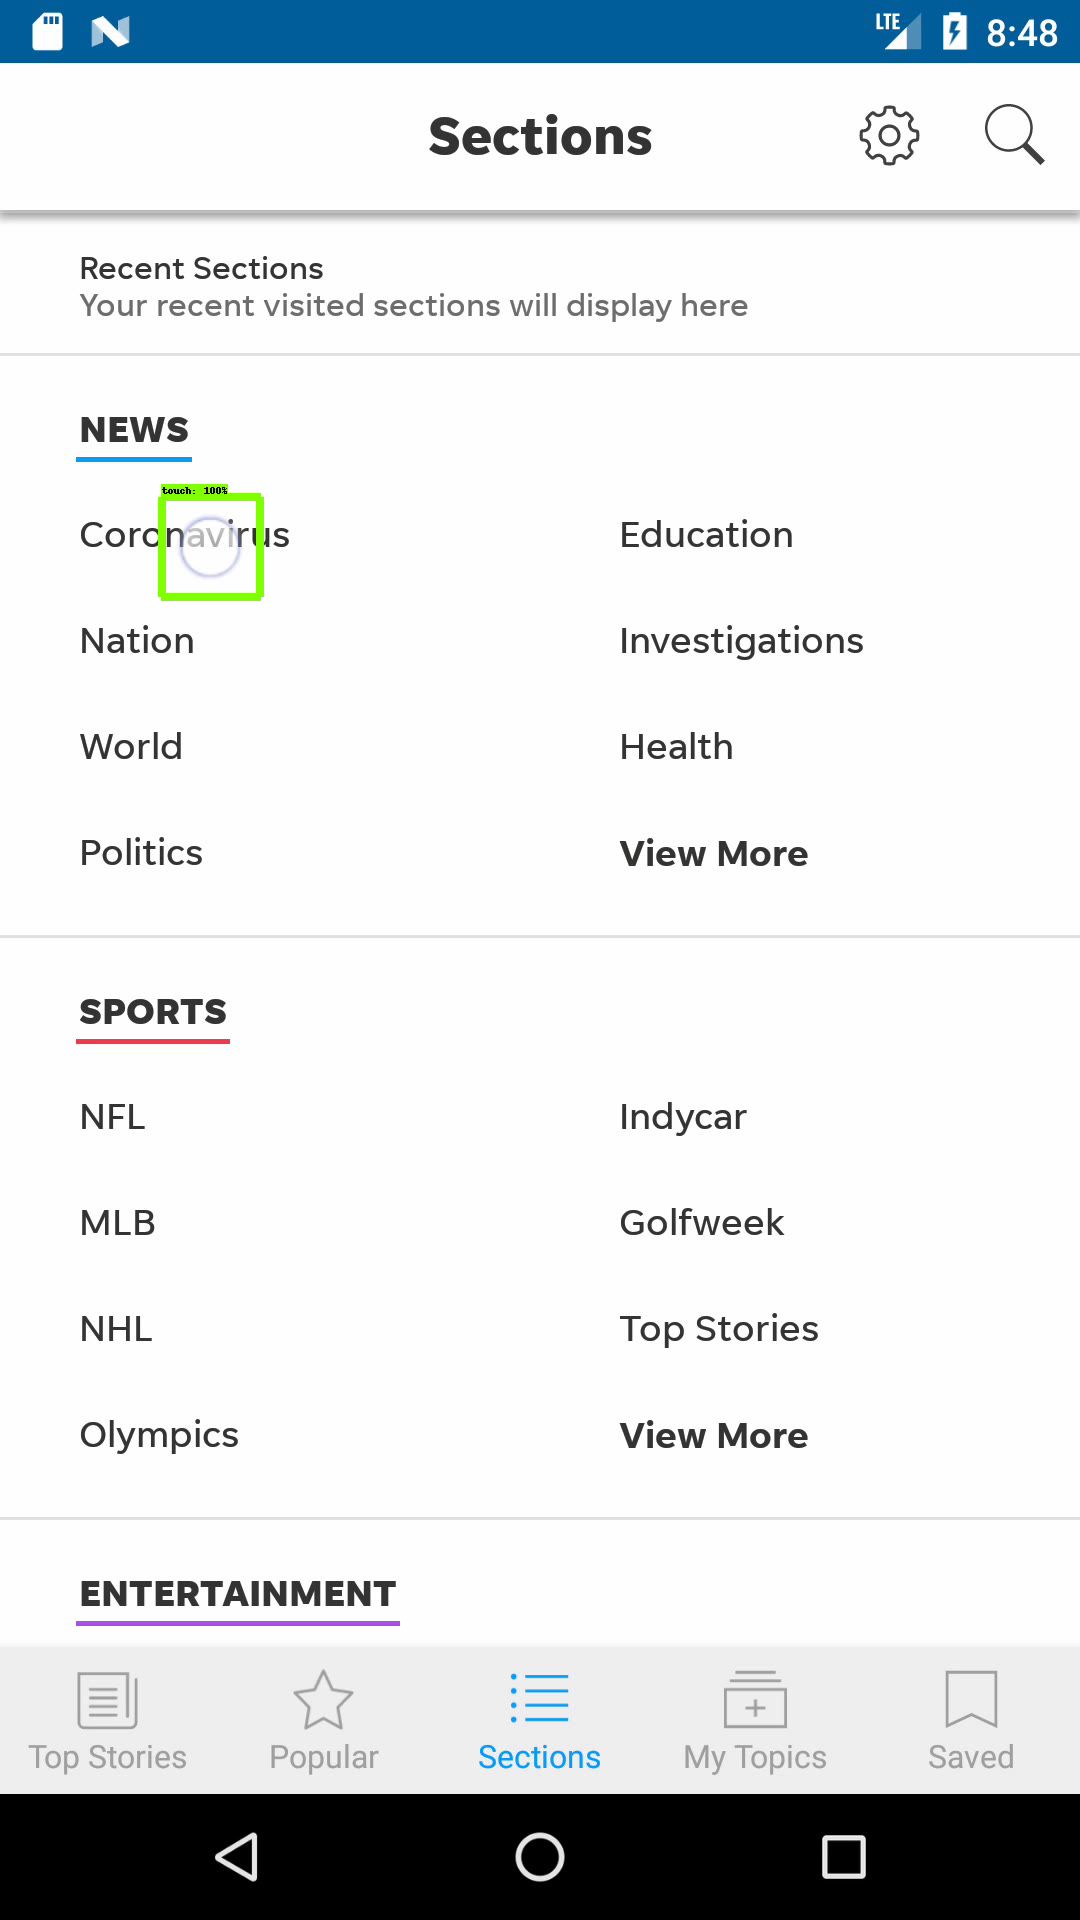 LTE 8:48
Sections
Recent Sections
Your recent visited sections will display here
NEWS
touch: 100%
Coronavirus Education
Nation Investigations
World Health
Politics View More
SPORTS
NFL Indycar
MLB Golfweek
NHL Top Stories
Olympics View More
ENTERTAINMENT
Top Stories Popular Sections My Topics Saved